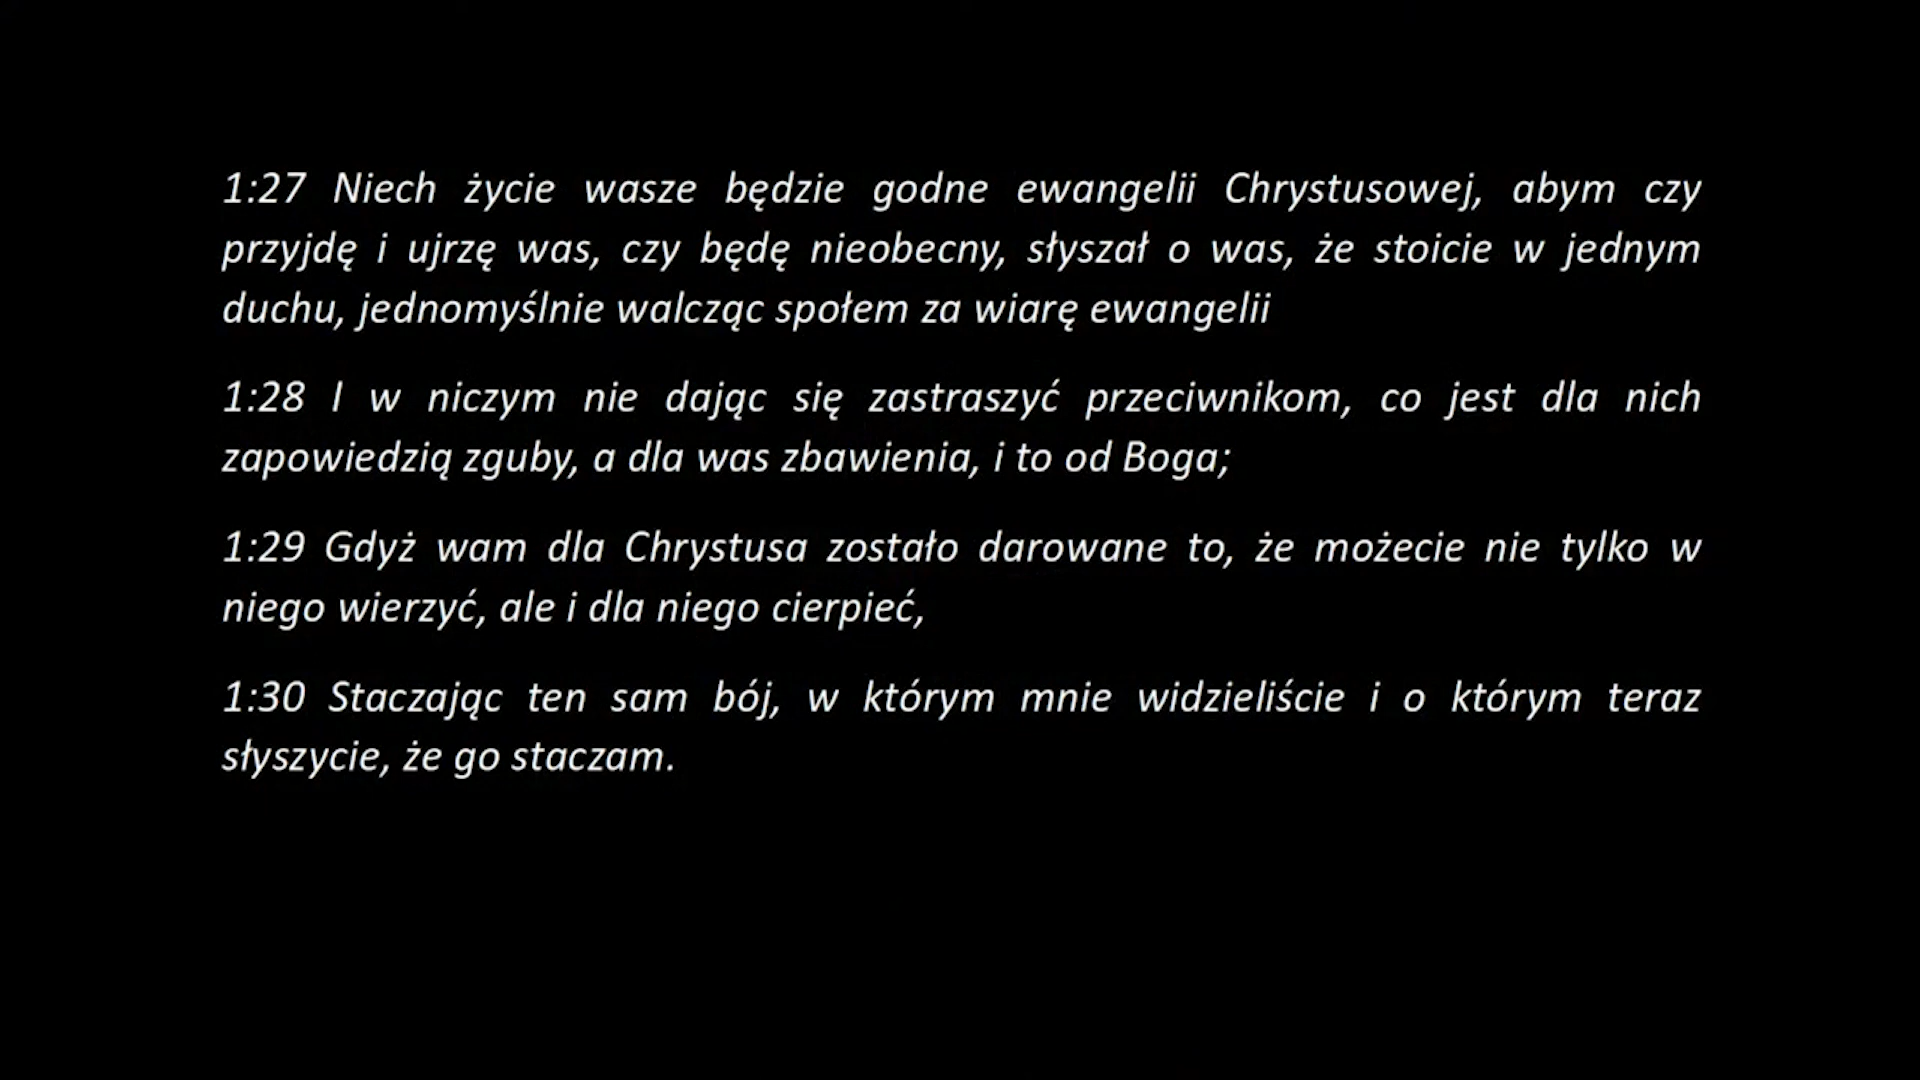 1:27 Niech życie wasze będzie godne ewangelii Chrystusowej, abym czy
przyjdę i ujrzę was, czy będę nieobecny, słyszał o was, że stoicie w jednym
duchu, jednomyślnie walcząc społem za wiarę ewangelii
1:28 I w niczym nie dając się zastraszyć przeciwnikom, co jest dla nich
zapowiedzią zguby, a dla was zbawienia, i to od Boga;
1:29 Gdyż wam dla Chrystusa zostało darowane to, że możecie nie tylko w
niego wierzyć, ale i dla niego cierpieć,
1:30 Staczając ten sam bój, w którym mnie widzieliście i o którym teraz
słyszycie, że go staczam.